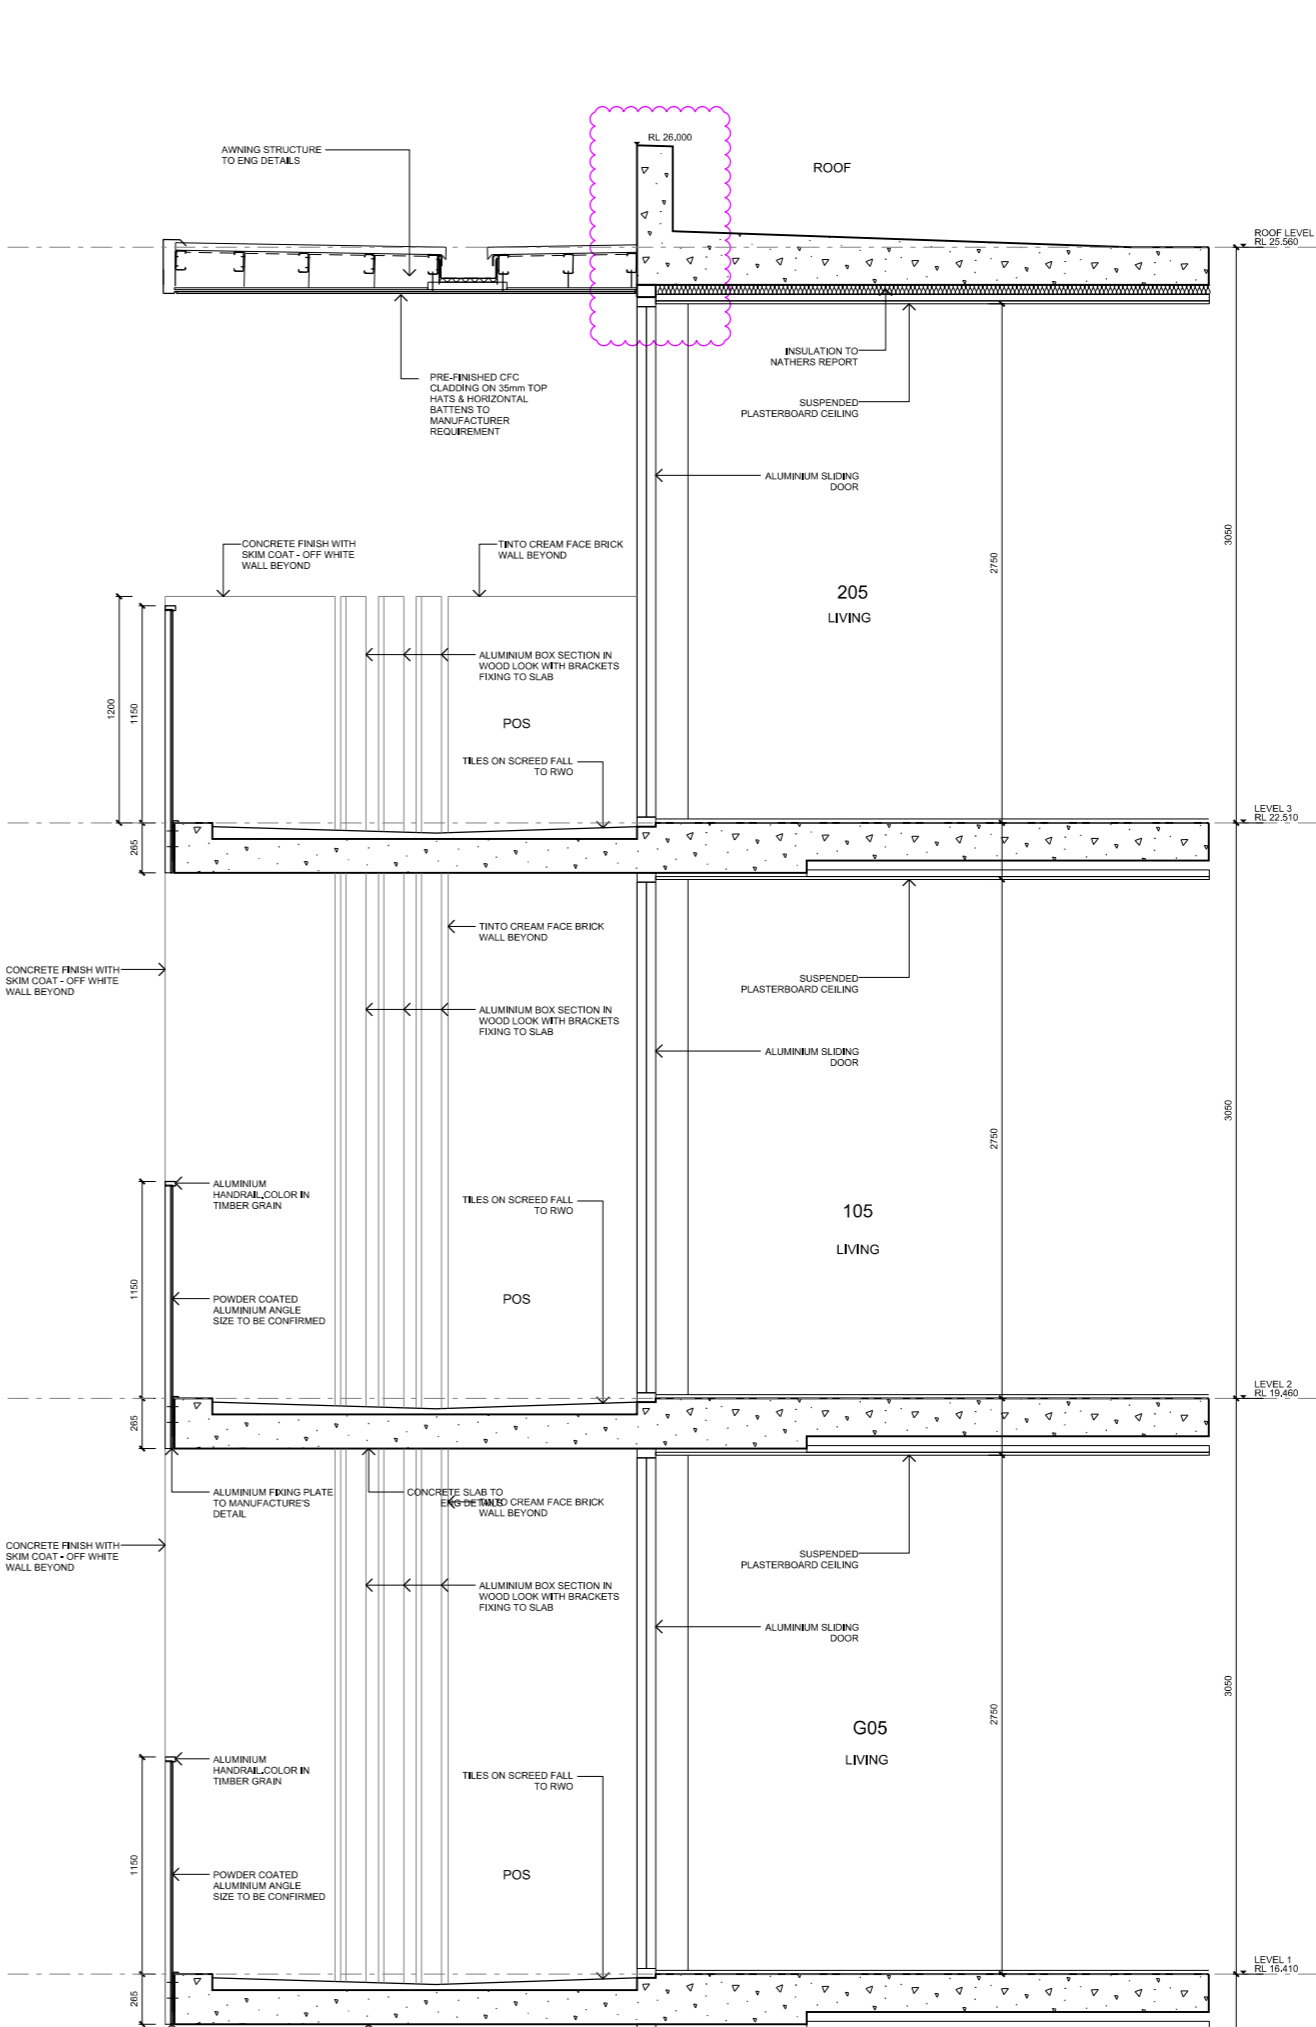 RL 26.000
AWNING STRUCTURE
TO ENG DETAILS
ROOF
ROOF LEVEL
RL 25.560
INSULATION TO
NATHERS REPORT
PRE-FINISHED CFC
CLADDING ON 35mm TOP
HATS & HORIZONTAL
BATTENS TO
MANUFACTURER
REQUIREMENT
SUSPENDED
PLASTERBOARD CEILING
ALUMINIUM SLIDING
DOOR
CONCRETE FINISH WITH
SKIM COAT - OFF WHITE
WALL BEYOND
TINTO CREAM FACE BRICK
WALL BEYOND
3050
2750
205
LIVING
ALUMINIUM BOX SECTION IN
WOOD LOOK WITH BRACKETS
FIXING TO SLAB
1200
1150
POS
TILES ON SCREED FALL
TO RWO
LEVEL 3
RL 22.510
265
TINTO CREAM FACE BRICK
WALL BEYOND
CONCRETE FINISH WITH
SKIM COAT - OFF WHITE
WALL BEYOND
SUSPENDED
PLASTERBOARD CEILING
ALUMINIUM BOX SECTION IN
WOOD LOOK WITH BRACKETS
FIXING TO SLAB
ALUMINIUM SLIDING
DOOR
3050
2750
ALUMINIUM
HANDRAIL.COLOR IN
TIMBER GRAIN
TILES ON SCREED FALL
TO RWO
105
LIVING
1150
POWDER COATED
ALUMINIUM ANGLE
SIZE TO BE CONFIRMED
POS
LEVEL 2
RL 19.460
265
ALUMINIUM FIXING PLATE
TO MANUFACTURE'S
DETAIL
CONCRETE SLAB TO
ENG DETAILS
TINTO CREAM FACE BRICK
WALL BEYOND
CONCRETE FINISH WITH
SKIM COAT - OFF WHITE
WALL BEYOND
SUSPENDED
PLASTERBOARD CEILING
ALUMINIUM BOX SECTION IN
WOOD LOOK WITH BRACKETS
FIXING TO SLAB
ALUMINIUM SLIDING
DOOR
3050
2750
G05
LIVING
ALUMINIUM
HANDRAIL.COLOR IN
TIMBER GRAIN
TILES ON SCREED FALL
TO RWO
1150
POWDER COATED
ALUMINIUM ANGLE
SIZE TO BE CONFIRMED
POS
LEVEL 1
RL 16.410
265